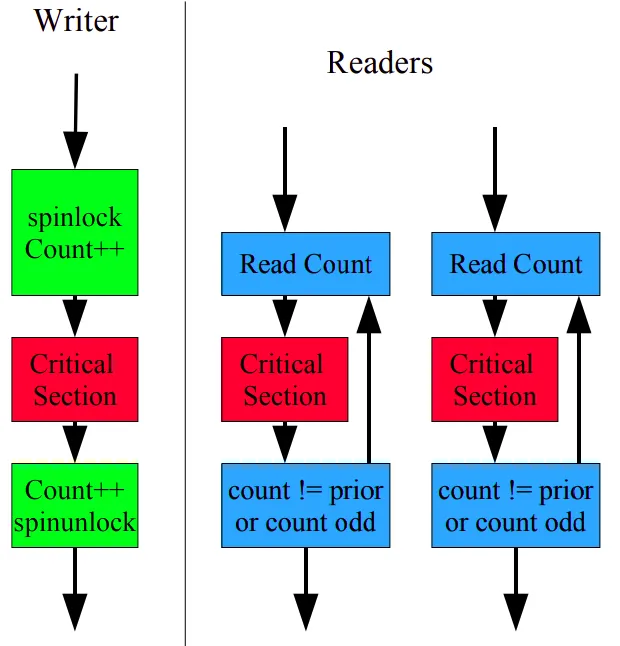 Writer
spinlock
Count++
Critical
Section
Count++
spinunlock
Readers
Read Count
Critical
Section
count != prior
or count odd
Read Count
Critical
Section
count != prior
or count odd